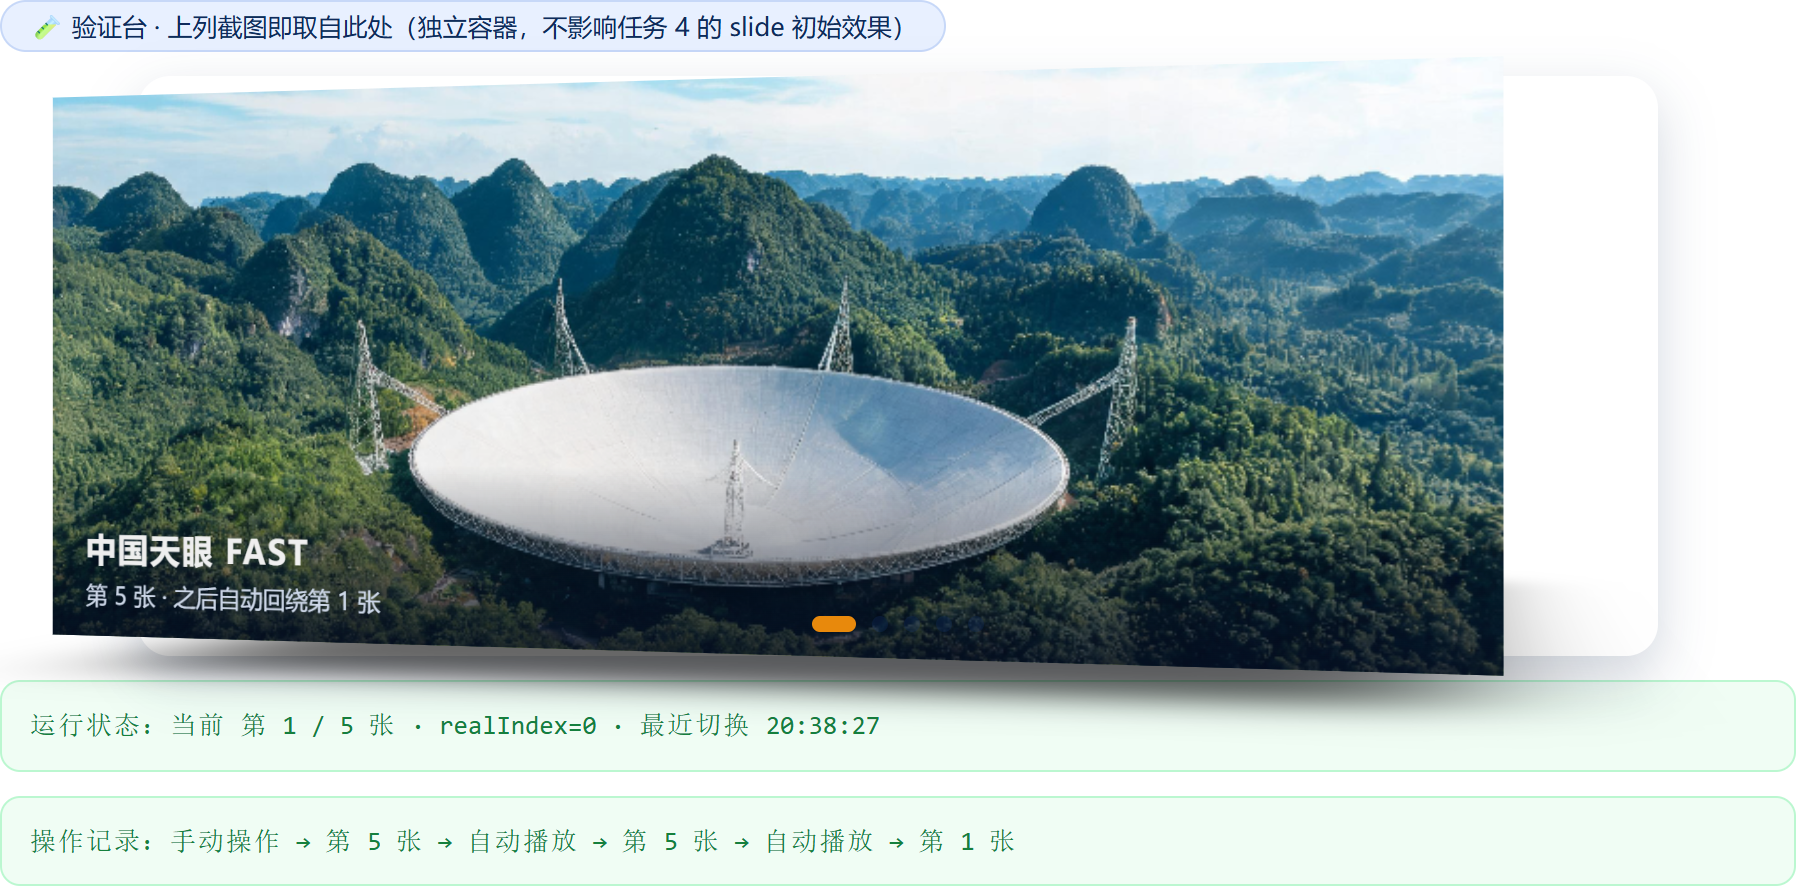 验证台 · 上列截图即取自此处（独立容器，不影响任务 4 的 slide 初始效果）
中国天眼 FAST
第 5 张 · 之后自动回绕第 1 张
运行状态：当前 第 1 / 5 张 · realIndex=0 · 最近切换 20:38:27
操作记录：手动操作 → 第 5 张 → 自动播放 → 第 5 张 → 自动播放 → 第 1 张